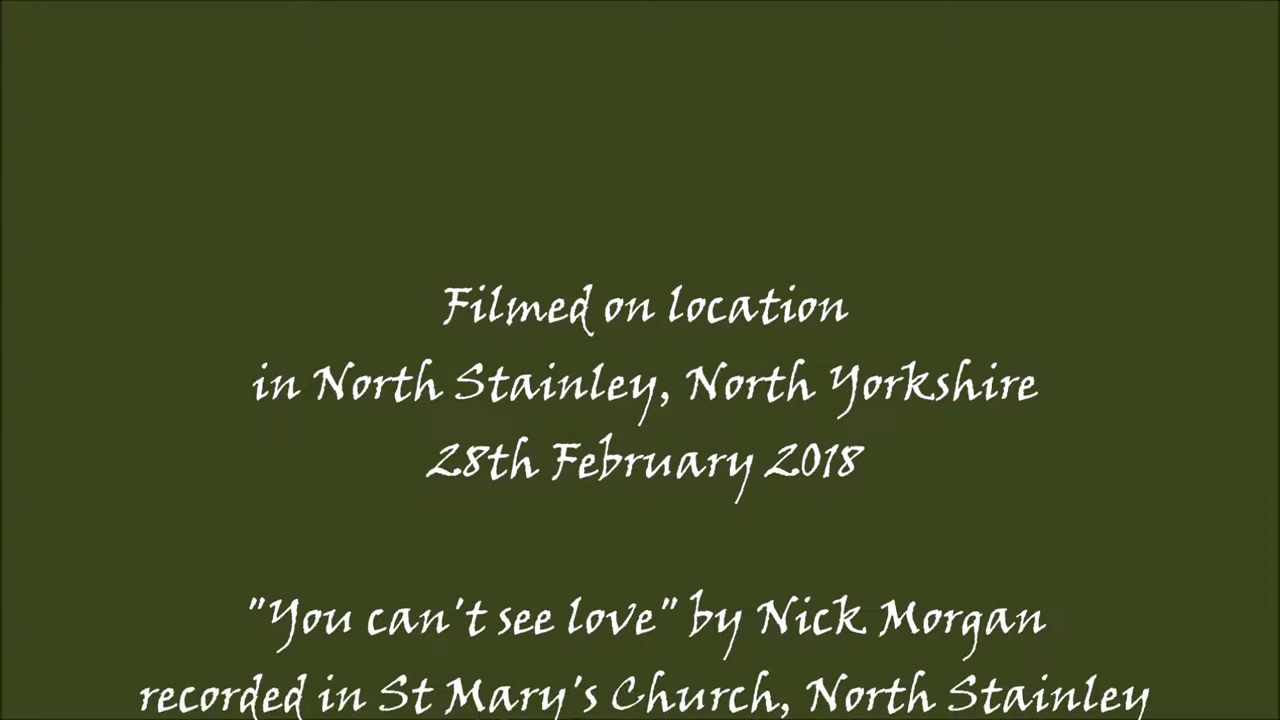 Filmed on location
in North Stainley, North Yorkshire
28th February 2018
"You can't see love" by Nick Morgan
recorded in St Mary's Church, North Stainley